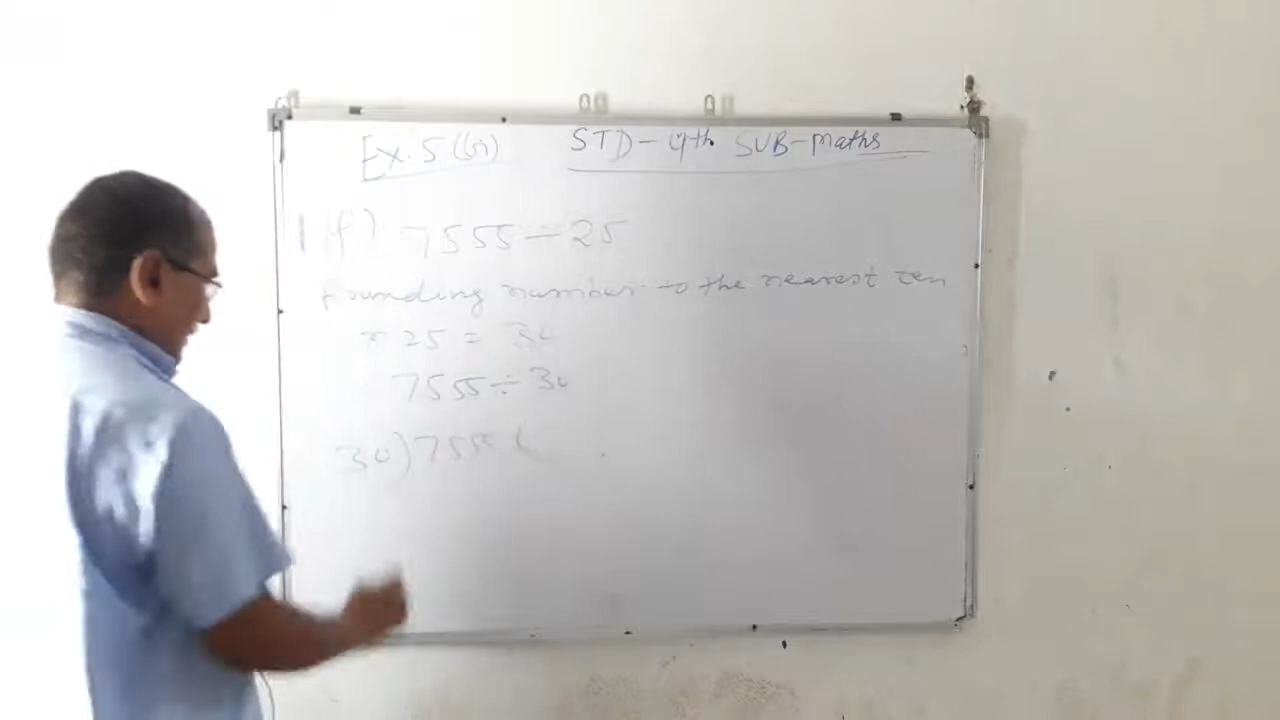 Ex. 5 (G) STD-4th SUB-Maths
1 (f) 7555 ÷ 25
rounding number to the nearest ten
25 = 30
7555 ÷ 30
30)7555(